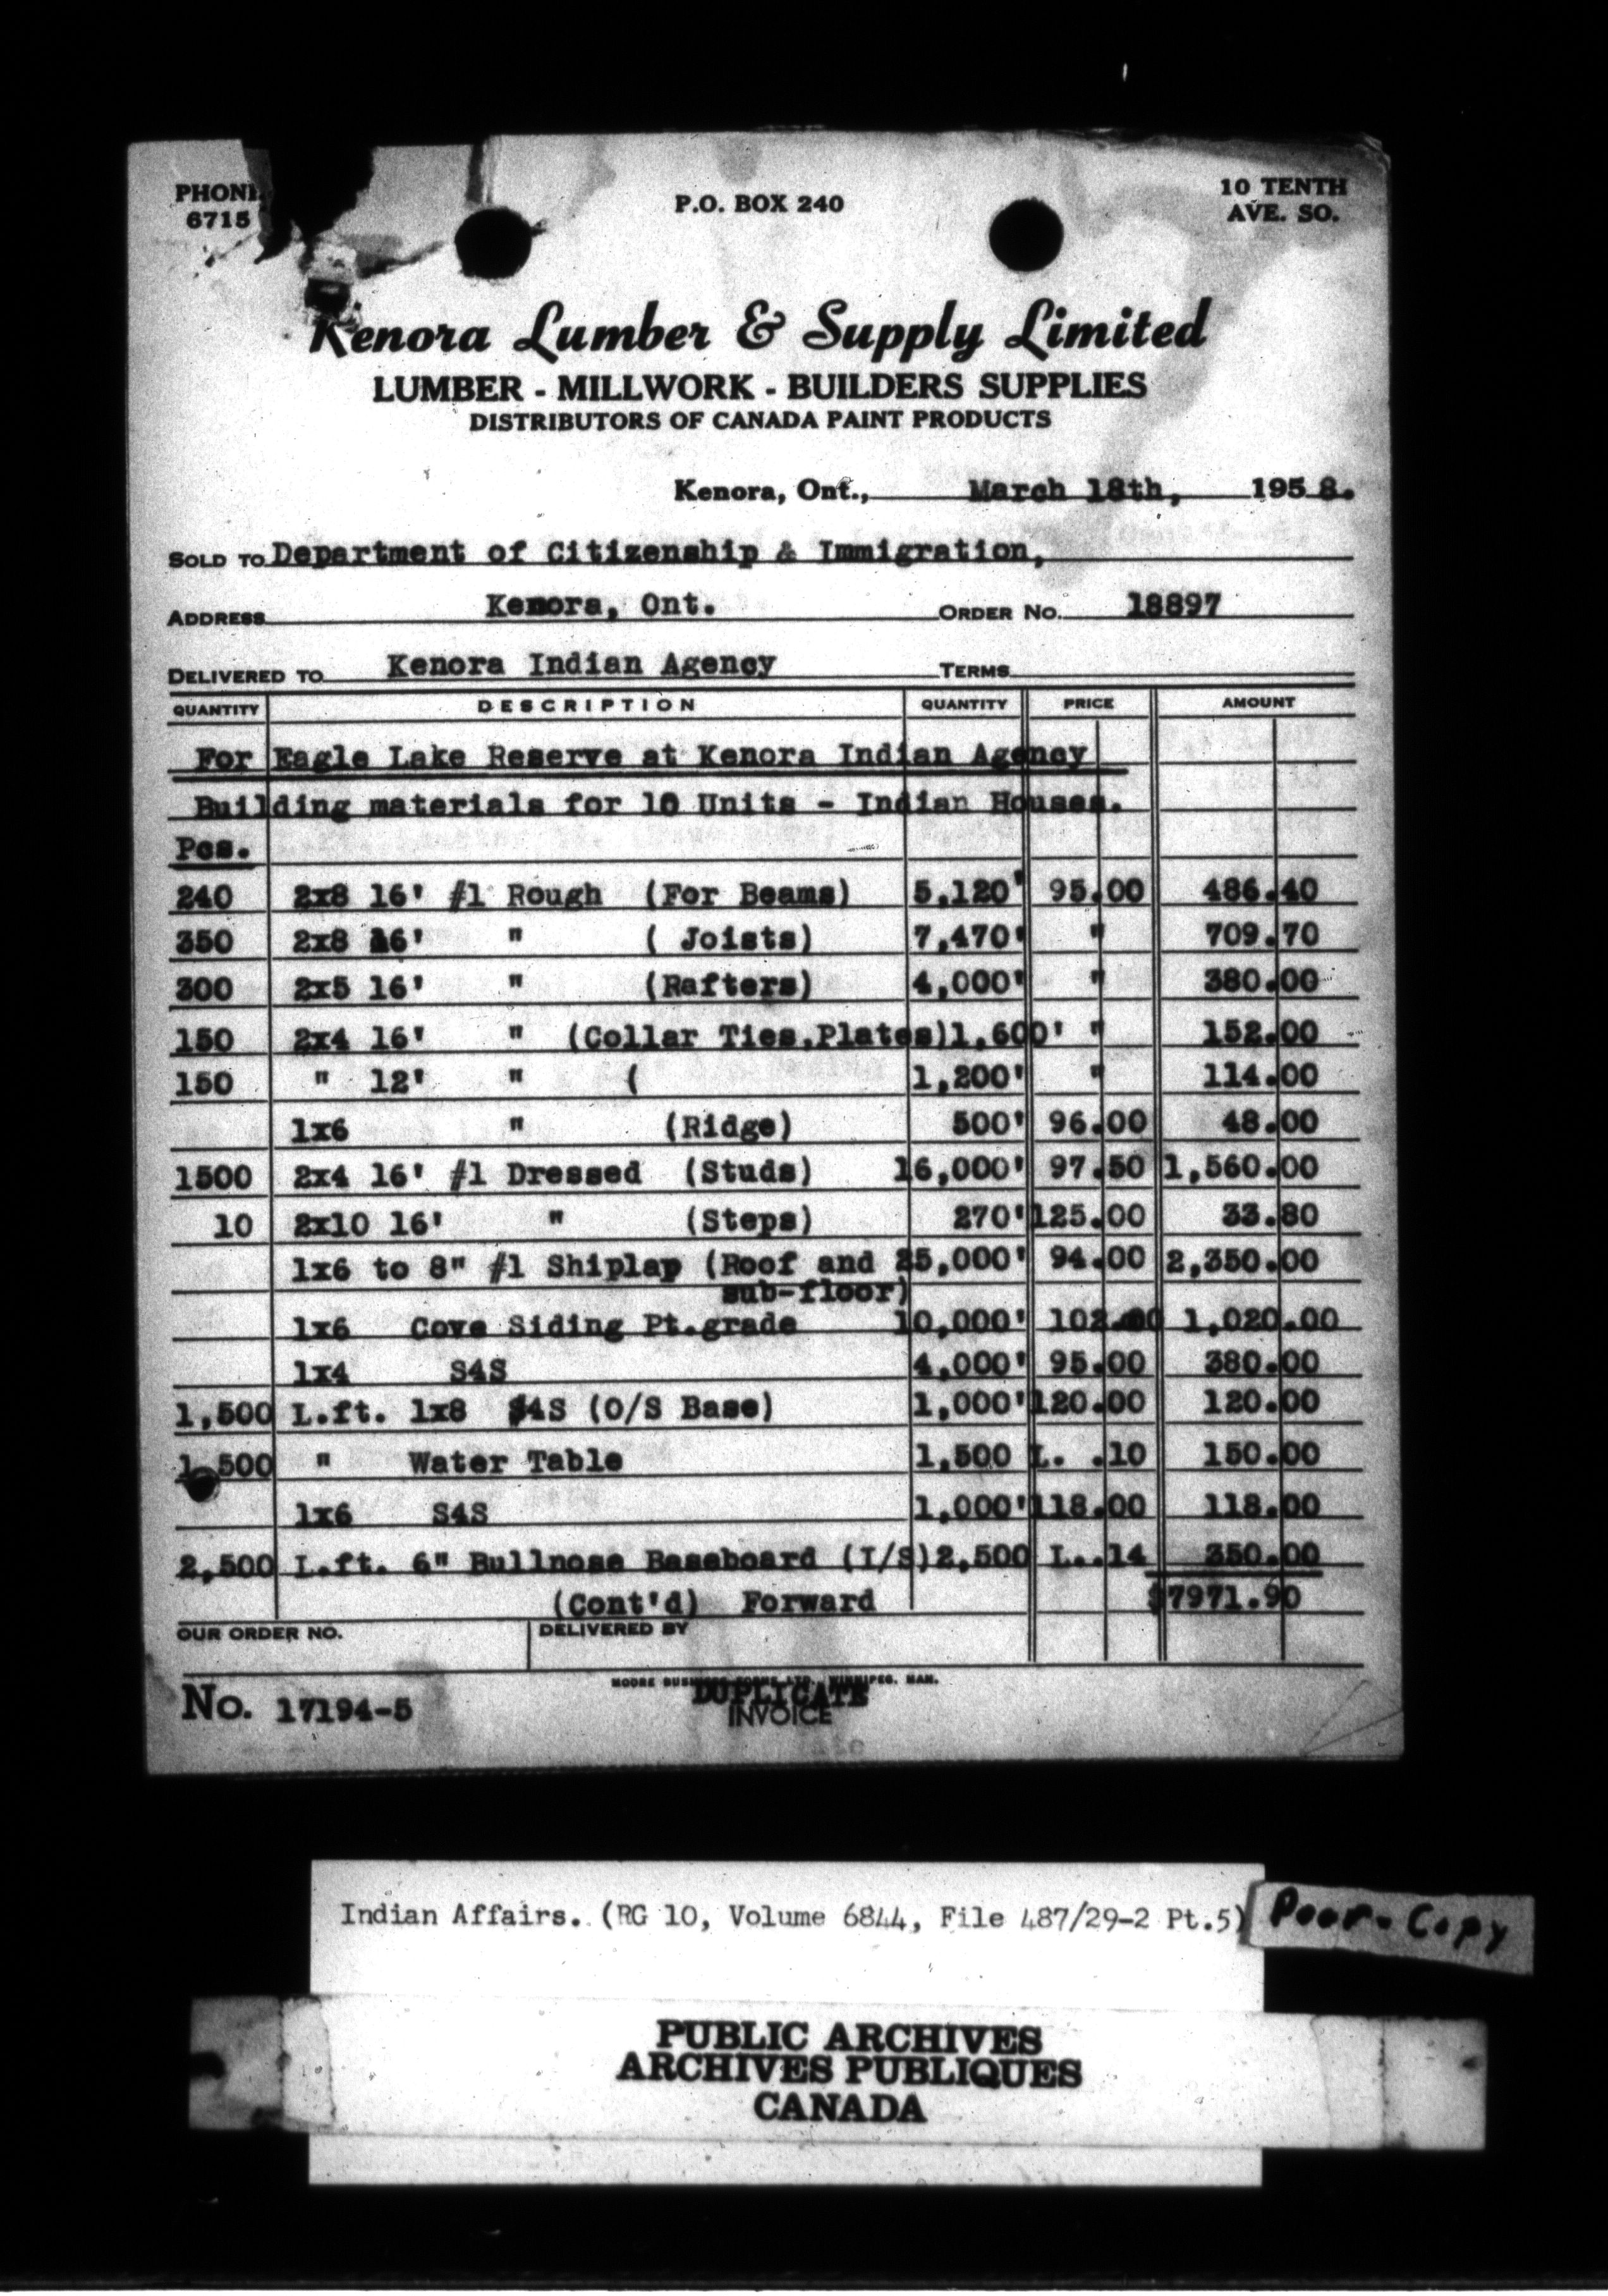 PHONE P.O. BOX 240 10 TENTH
6715 AVE. SO.
Kenora Lumber & Supply Limited
LUMBER - MILLWORK - BUILDERS SUPPLIES
DISTRIBUTORS OF CANADA PAINT PRODUCTS
Kenora, Ont., March 18th, 1958.
SOLD TO Department of Citizenship & Immigration,
ADDRESS Kenora, Ont. ORDER NO. 18897
DELIVERED TO Kenora Indian Agency TERMS
QUANTITY DESCRIPTION QUANTITY PRICE AMOUNT
For Eagle Lake Reserve at Kenora Indian Agency
Building materials for 10 Units - Indian Houses.
Pcs.
240 2x8 16' #1 Rough (For Beams) 5,120' 95.00 486.40
350 2x8 16' " ( Joists) 7,470' " 709.70
300 2x5 16' " (Rafters) 4,000' " 380.00
150 2x4 16' " (Collar Ties,Plates) 1,600' " 152.00
150 " 12' " ( 1,200' " 114.00
1x6 " (Ridge) 500' 96.00 48.00
1500 2x4 16' #1 Dressed (Studs) 16,000' 97.50 1,560.00
10 2x10 16' " (Steps) 270' 125.00 33.80
1x6 to 8" #1 Shiplap (Roof and 25,000' 94.00 2,350.00
sub-floor)
1x6 Cove Siding Pt.grade 10,000' 102.00 1,020.00
1x4 S4S 4,000' 95.00 380.00
1,500 L.ft. 1x8 S4S (O/S Base) 1,000' 120.00 120.00
1,500 " Water Table 1,500 L. .10 150.00
1x6 S4S 1,000' 118.00 118.00
2,500 L.ft. 6" Bullnose Baseboard (I/S) 2,500 L..14 350.00
(Cont'd) Forward $7971.90
OUR ORDER NO. DELIVERED BY
MOORE BUSINESS FORMS LTD., WINNIPEG, MAN.
No. 17194-5 DUPLICATE
INVOICE
Indian Affairs. (RG 10, Volume 6844, File 487/29-2 Pt.5) Poor-Copy
PUBLIC ARCHIVES
ARCHIVES PUBLIQUES
CANADA